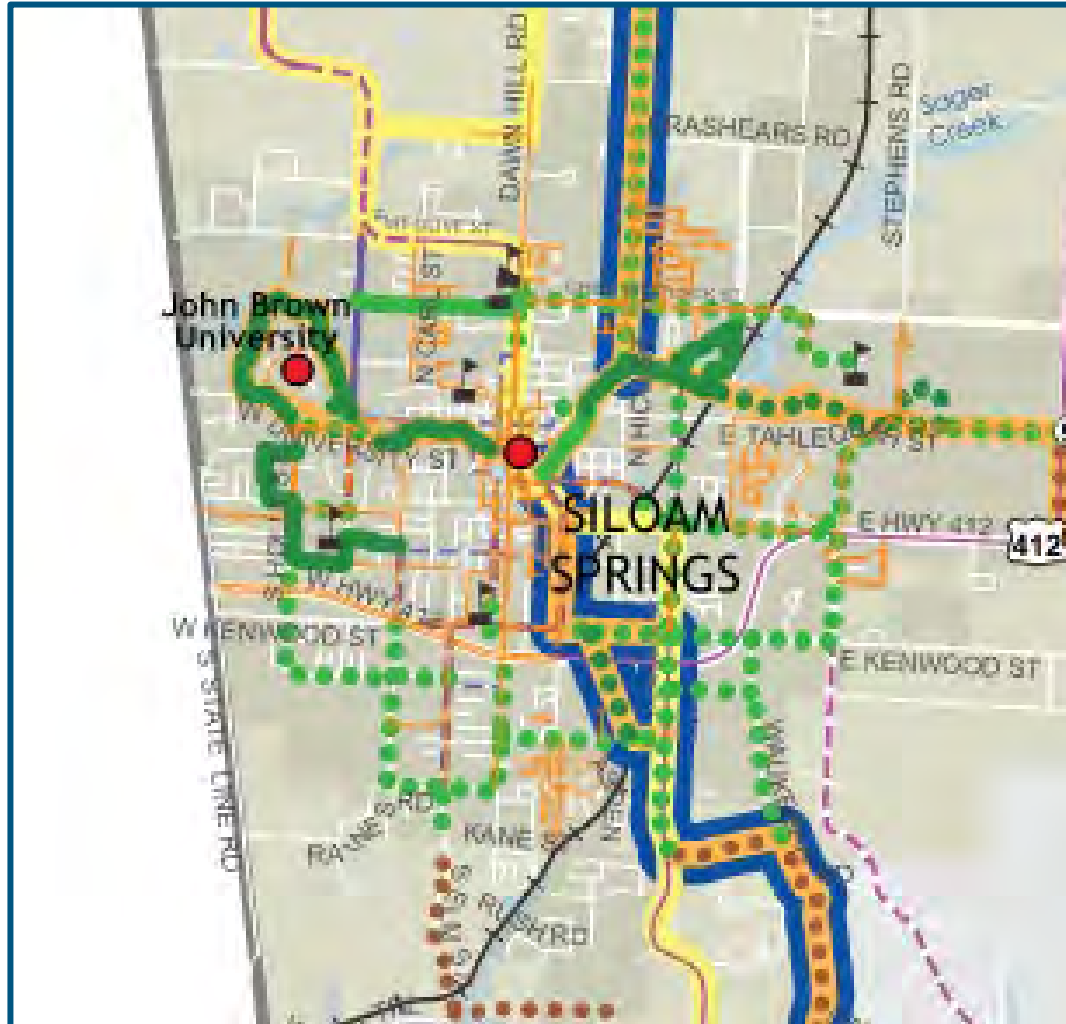 DAWN HILL RD
STEPHENS RD
Sager
Creek
RASHEARS RD
N CARL ST
John Brown
University
W UNIVERSITY ST
N HICO
E TAHLEQUAH ST
SILOAM
SPRINGS
E HWY 412
412
W HWY 412
W KENWOOD ST
E KENWOOD ST
S STATE LINE RD
KANE ST
RD